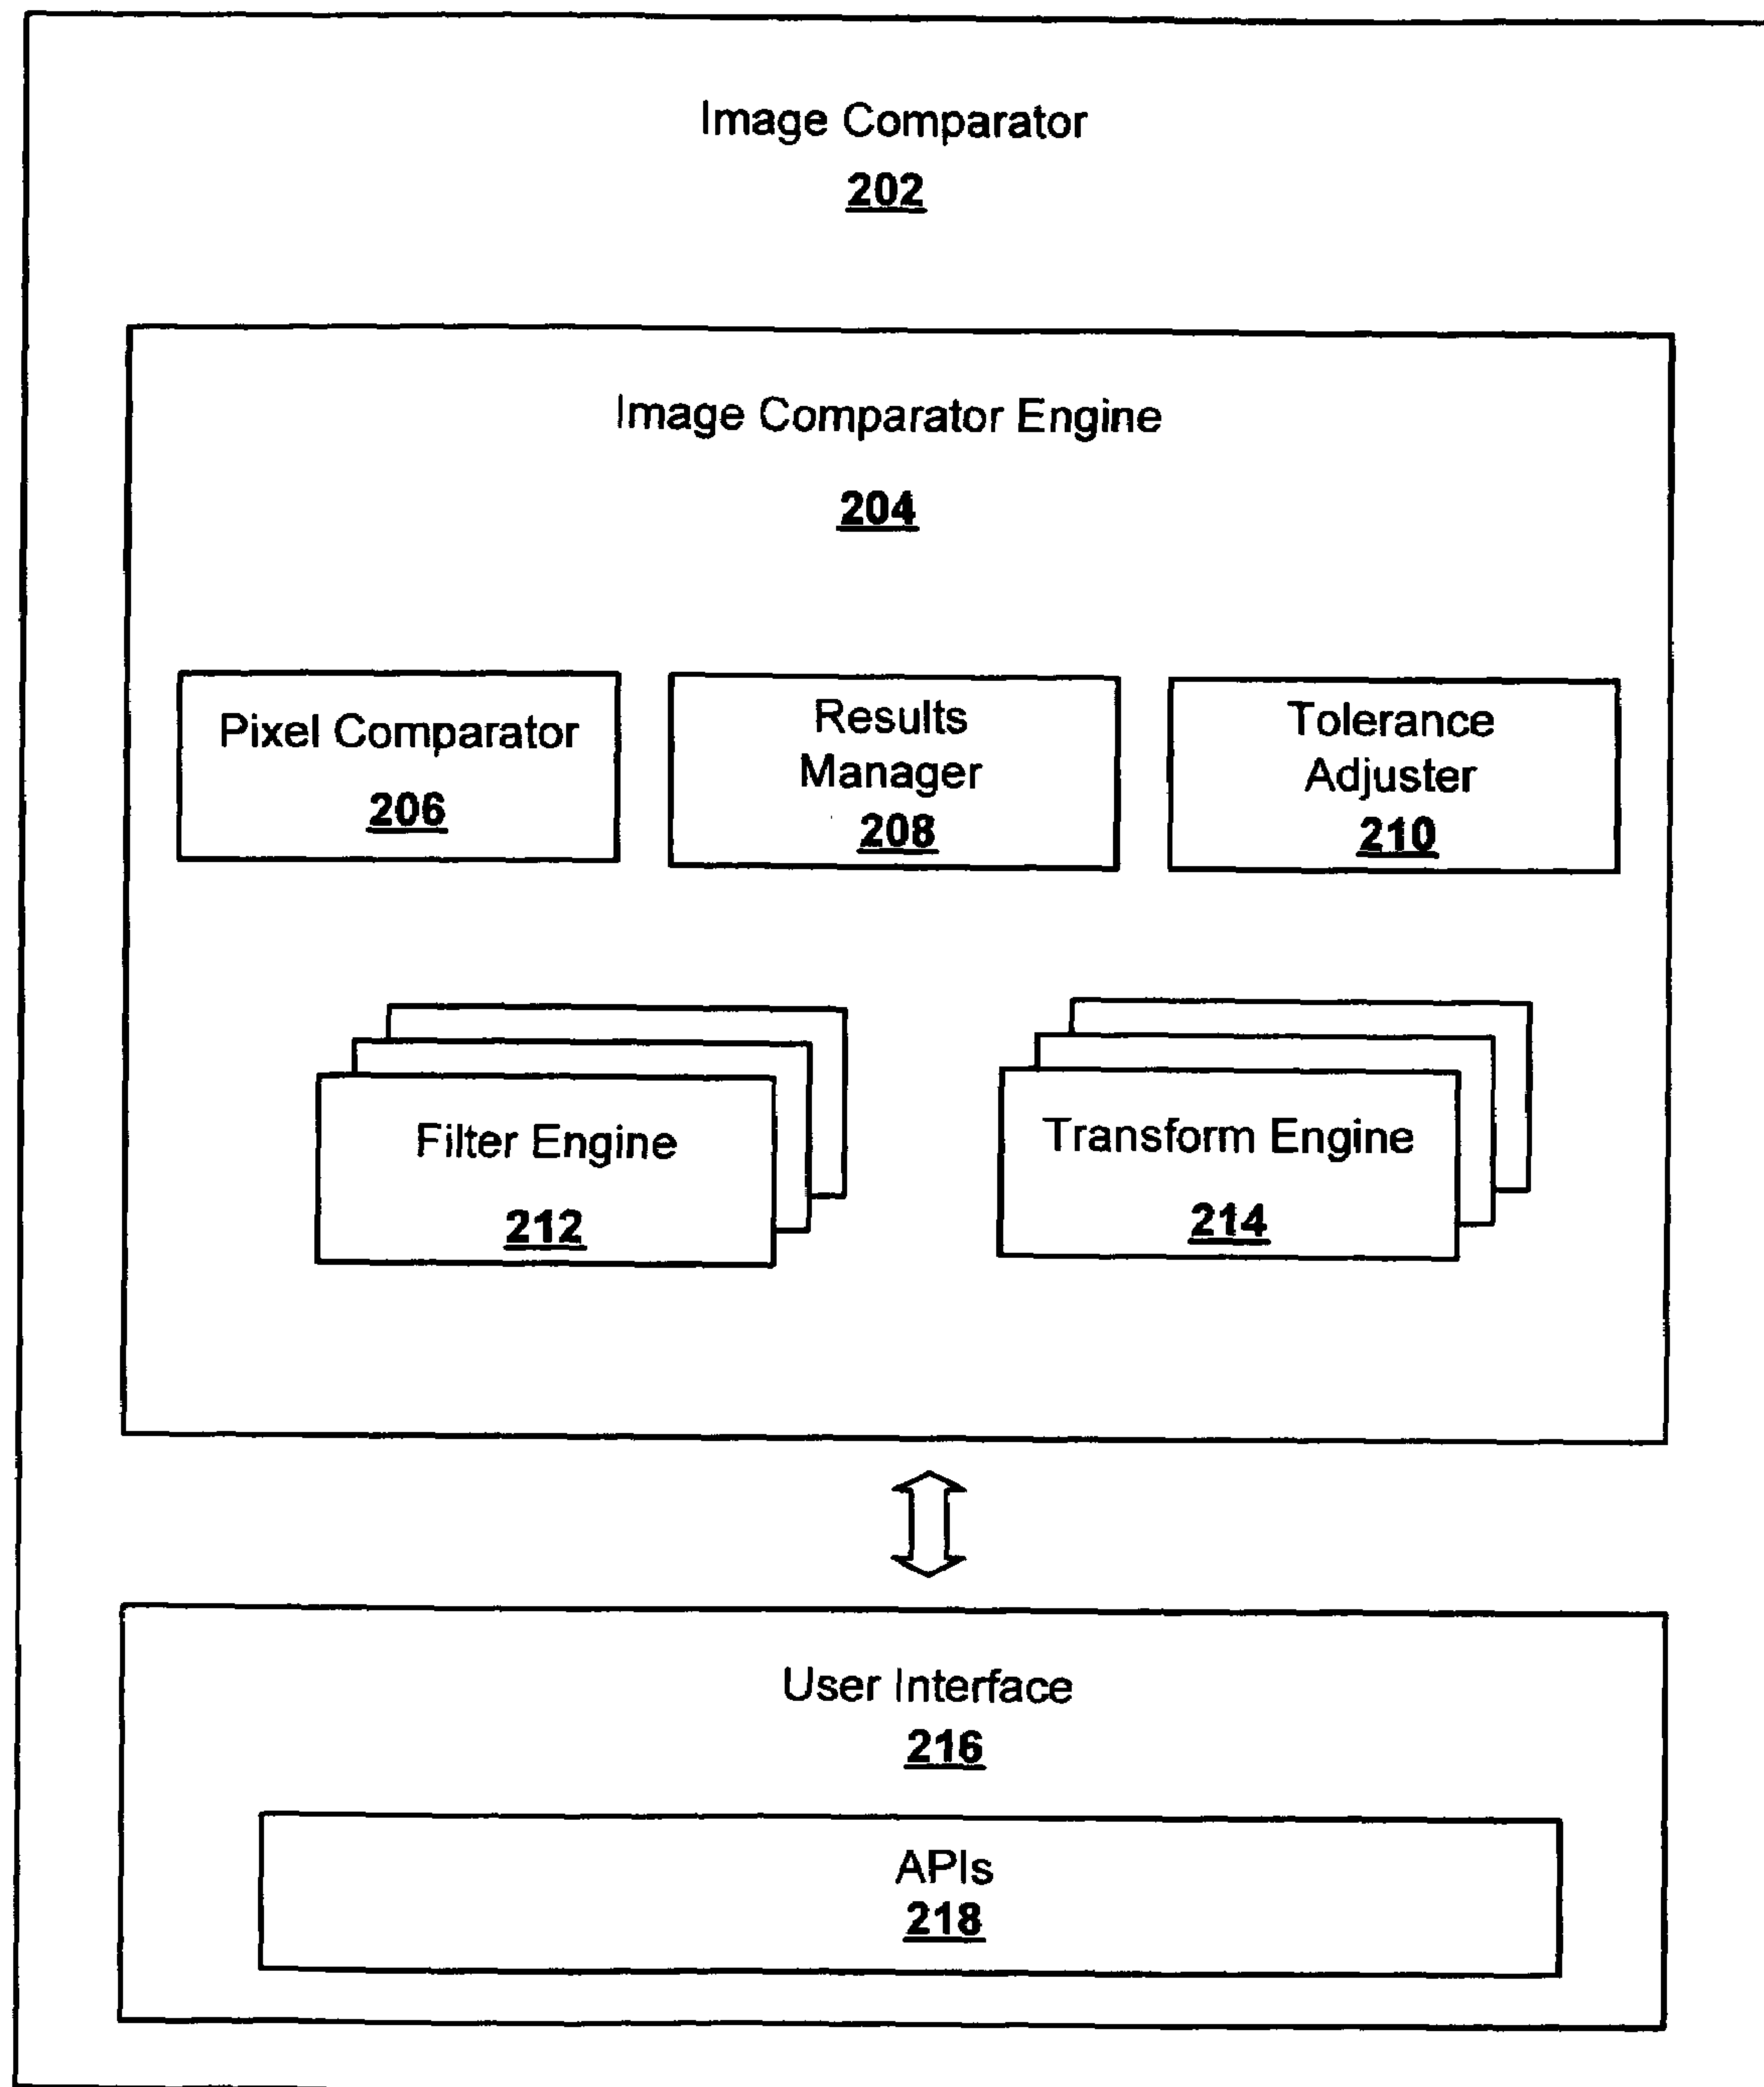 Image Comparator
202
Image Comparator Engine
204
Pixel Comparator
206
Results
Manager
208
Tolerance
Adjuster
210
Filter Engine
212
Transform Engine
214
User Interface
216
APIs
218